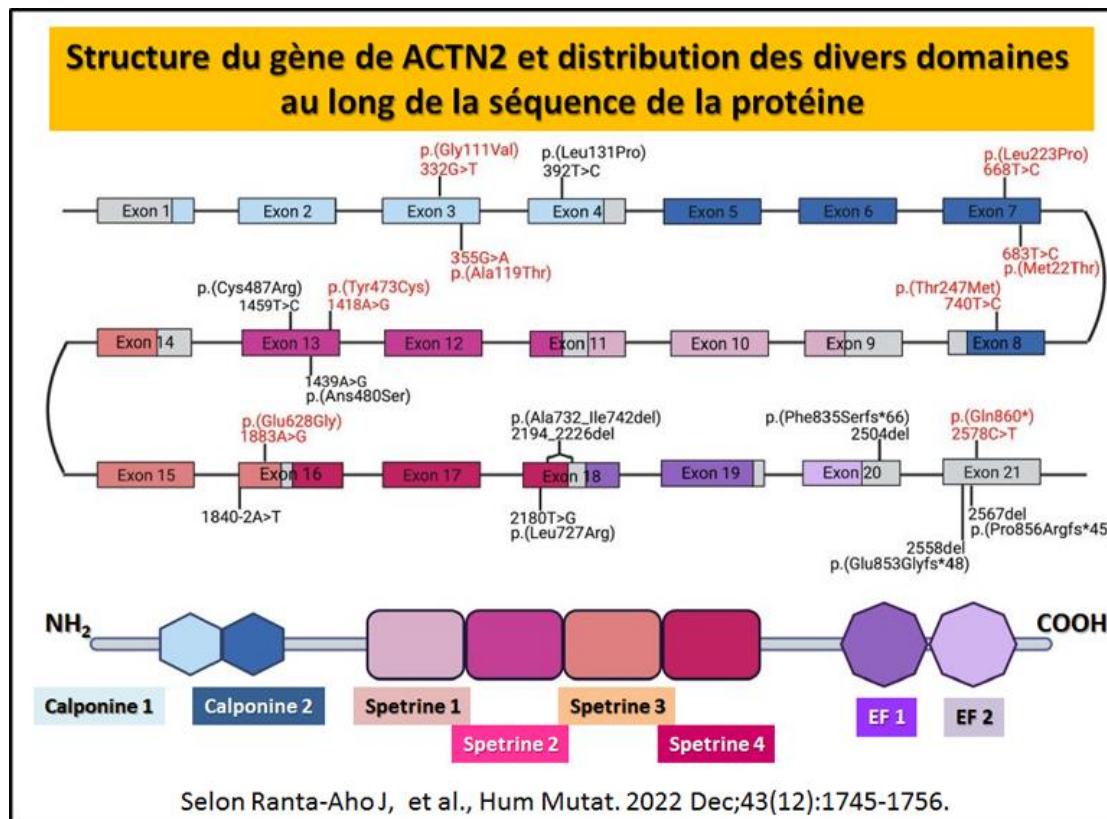 Structure du gène de ACTN2 et distribution des divers domaines
au long de la séquence de la protéine
p.(Gly111Val)
332G>T
p.(Leu131Pro)
392T>C
p.(Leu223Pro)
668T>C
Exon 1
Exon 2
Exon 3
Exon 4
Exon 5
Exon 6
Exon 7
355G>A
p.(Ala119Thr)
683T>C
p.(Met22Thr)
p.(Cys487Arg)
1459T>C
p.(Tyr473Cys)
1418A>G
p.(Thr247Met)
740T>C
Exon 14
Exon 13
Exon 12
Exon 11
Exon 10
Exon 9
Exon 8
1439A>G
p.(Ans480Ser)
p.(Glu628Gly)
1883A>G
p.(Ala732_Ile742del)
2194_2226del
p.(Phe835Serfs*66)
2504del
p.(Gln860*)
2578C>T
Exon 15
Exon 16
Exon 17
Exon 18
Exon 19
Exon 20
Exon 21
1840-2A>T
2180T>G
p.(Leu727Arg)
2567del
p.(Pro856Argfs*45
2558del
p.(Glu853Glyfs*48)
NH2
COOH
Calponine 1
Calponine 2
Spetrine 1
Spetrine 3
EF 1
EF 2
Spetrine 2
Spetrine 4
Selon Ranta-Aho J, et al., Hum Mutat. 2022 Dec;43(12):1745-1756.